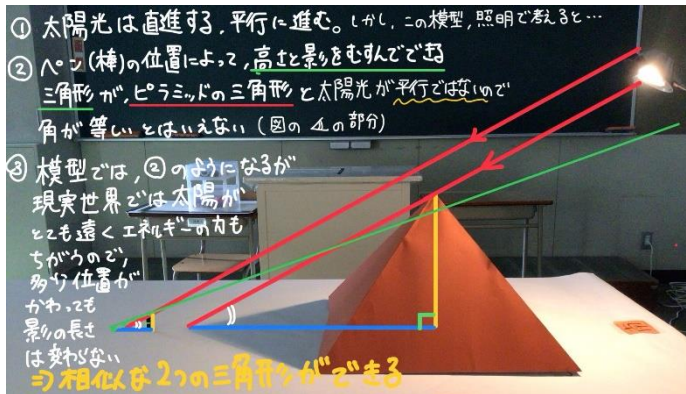 ① 太陽光は直進する,平行に進む。しかし,この模型,照明で考えると…
② ペン(棒)の位置によって,高さと影をむすんでできる
三角形が,ピラミッドの三角形と太陽光が平行ではないので
角が等しいとはいえない(図の∠の部分)
③ 模型では,②のようになるが
現実世界では太陽が
とても遠くエネルギーの力も
ちがうので,
多分位置が
かわっても
影の長さ
は変わらない
⇒相似な2つの三角形ができる